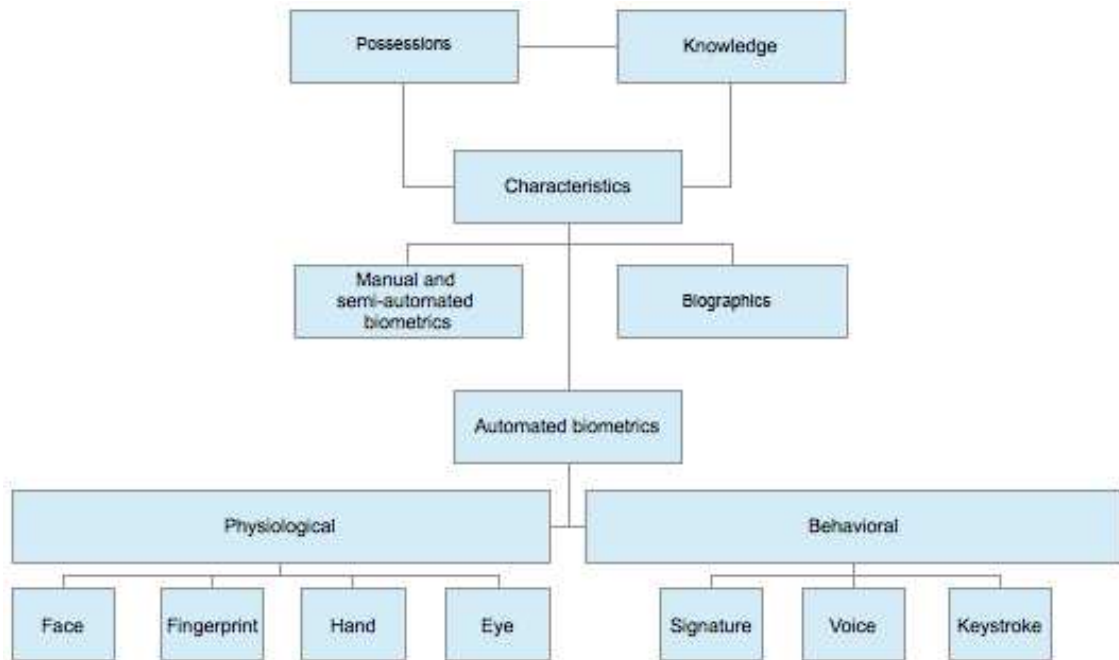 Possessions
Knowledge
Characteristics
Manual and
semi-automated
biometrics
Biographics
Automated biometrics
Physiological
Behavioral
Face
Fingerprint
Hand
Eye
Signature
Voice
Keystroke